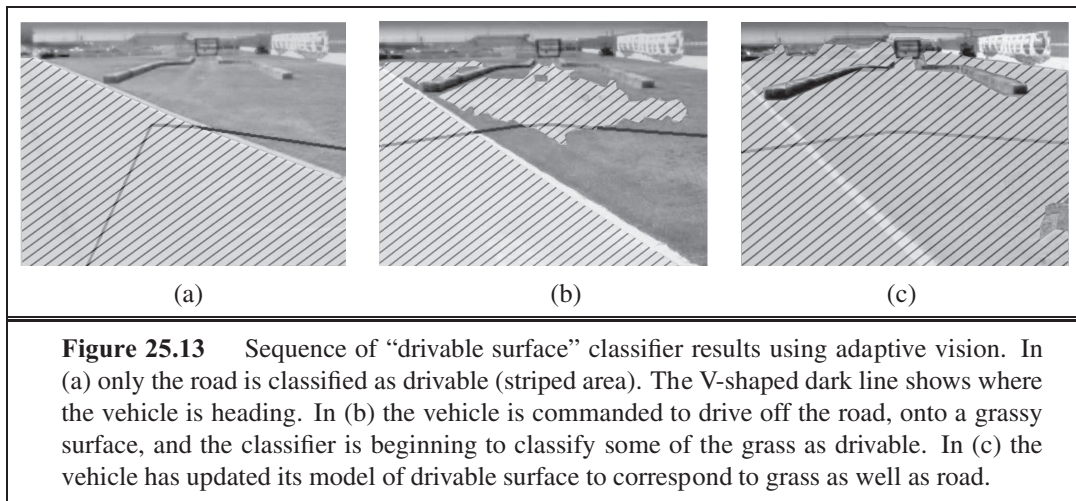 (a) (b) (c)
Figure 25.13 Sequence of “drivable surface” classifier results using adaptive vision. In
(a) only the road is classified as drivable (striped area). The V-shaped dark line shows where
the vehicle is heading. In (b) the vehicle is commanded to drive off the road, onto a grassy
surface, and the classifier is beginning to classify some of the grass as drivable. In (c) the
vehicle has updated its model of drivable surface to correspond to grass as well as road.